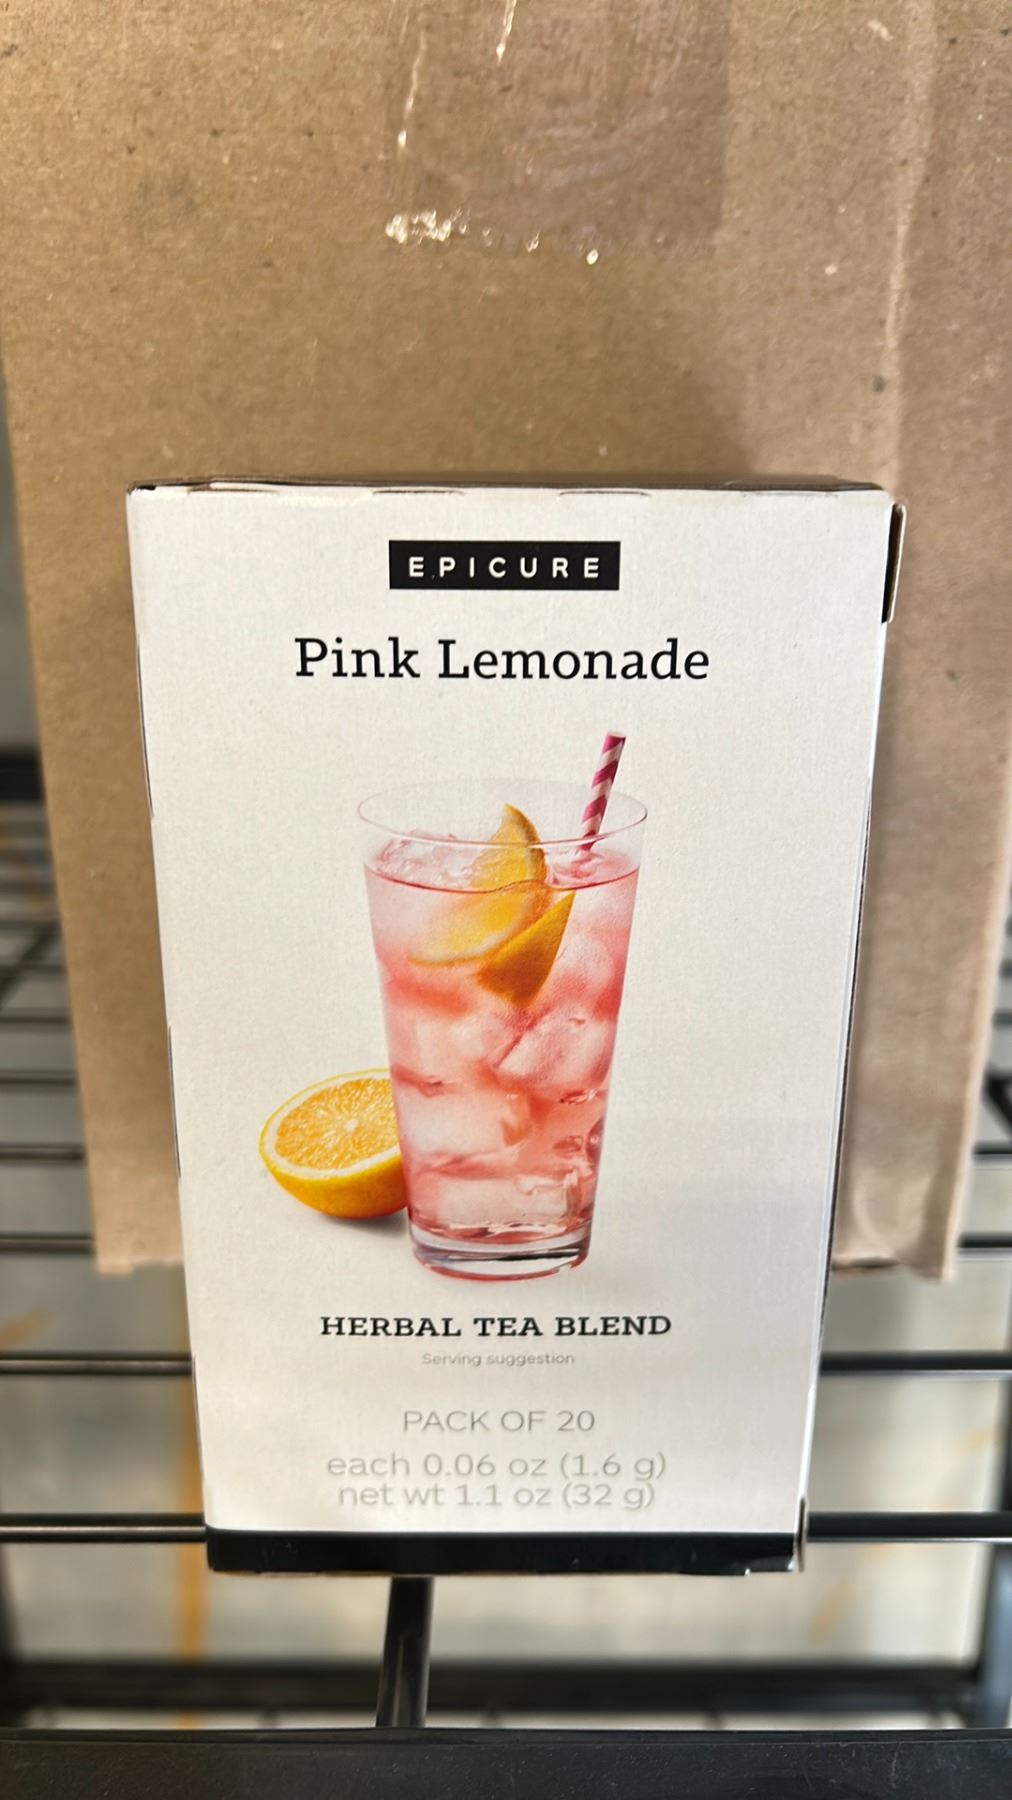 EPICURE
Pink Lemonade
HERBAL TEA BLEND
Serving suggestion
PACK OF 20
each 0.06 oz (1.6 g)
net wt 1.1 oz (32 g)